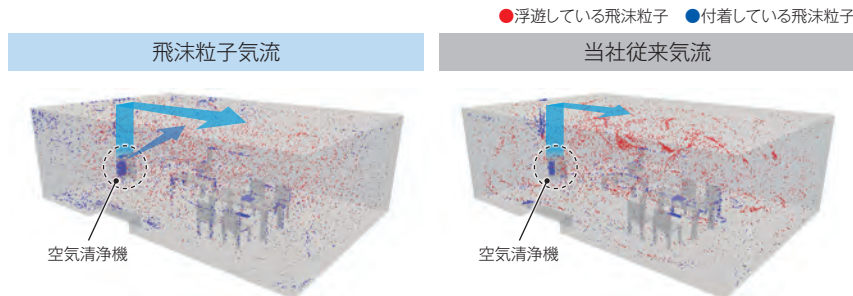 ●浮遊している飛沫粒子 ●付着している飛沫粒子
飛沫粒子気流
当社従来気流
空気清浄機
空気清浄機